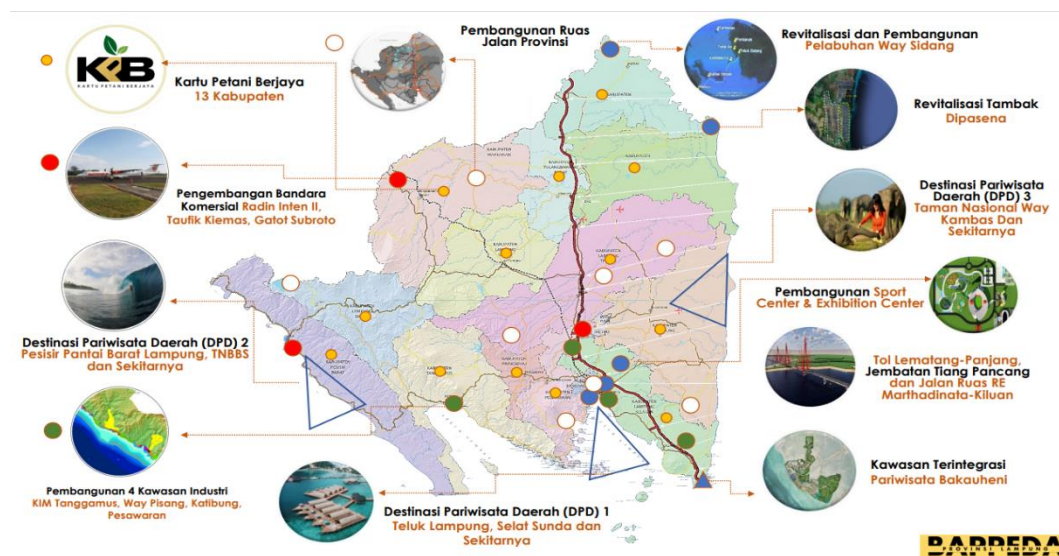 KPB
KARTU PETANI BERJAYA
Kartu Petani Berjaya
13 Kabupaten
Pembangunan Ruas
Jalan Provinsi
Revitalisasi dan Pembangunan
Pelabuhan Way Sidang
Revitalisasi Tambak
Dipasena
Pengembangan Bandara
Komersial Radin Inten II,
Taufik Kiemas, Gatot Subroto
Destinasi Pariwisata
Daerah (DPD) 3
Taman Nasional Way
Kambas Dan
Sekitarnya
Pembangunan Sport
Center & Exhibition Center
Destinasi Pariwisata Daerah (DPD) 2
Pesisir Pantai Barat Lampung, TNBBS
dan Sekitarnya
Tol Lematang-Panjang,
Jembatan Tiang Pancang
dan Jalan Ruas RE
Marthadinata-Kiluan
Pembangunan 4 Kawasan Industri
KIM Tanggamus, Way Pisang, Katibung,
Pesawaran
Destinasi Pariwisata Daerah (DPD) 1
Teluk Lampung, Selat Sunda dan
Sekitarnya
Kawasan Terintegrasi
Pariwisata Bakauheni
BAPPEDA
PROVINSI LAMPUNG